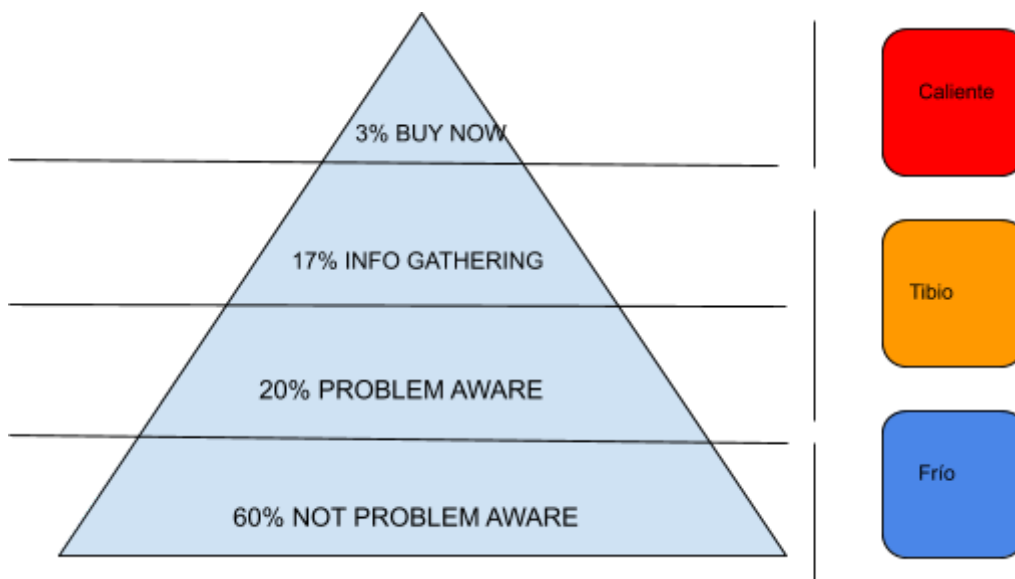 Caliente
3% BUY NOW
17% INFO GATHERING
Tibio
20% PROBLEM AWARE
Frío
60% NOT PROBLEM AWARE